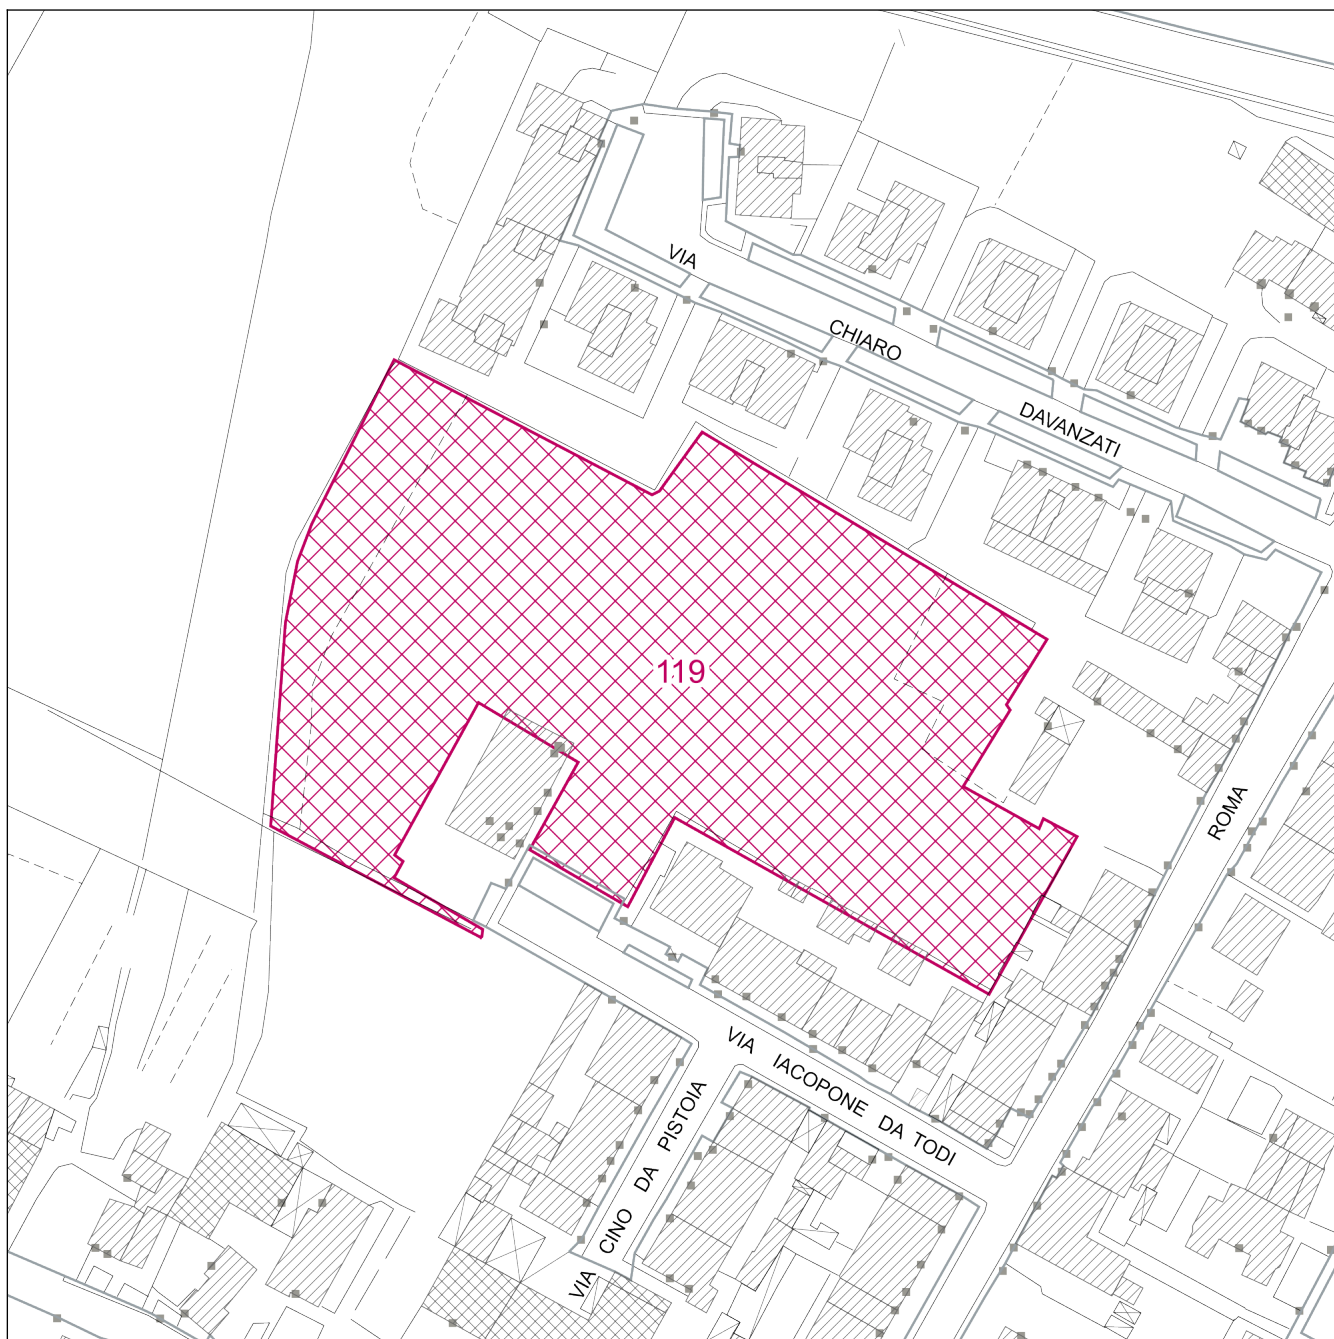 VIA
CHIARO
DAVANZATI
119
ROMA
VIA IACOPONE DA TODI
VIA CINO DA PISTOIA